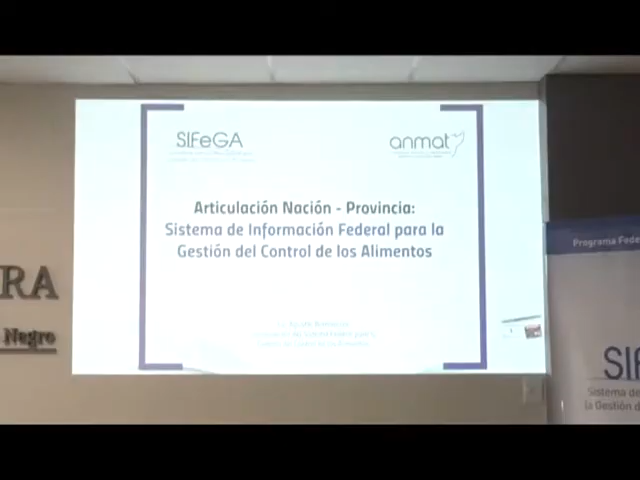 SIFeGA
anmat
Articulación Nación - Provincia:
Sistema de Información Federal para la
Gestión del Control de los Alimentos
RA
Negro
Programa Fede
SIF
Sistema de
la Gestión d